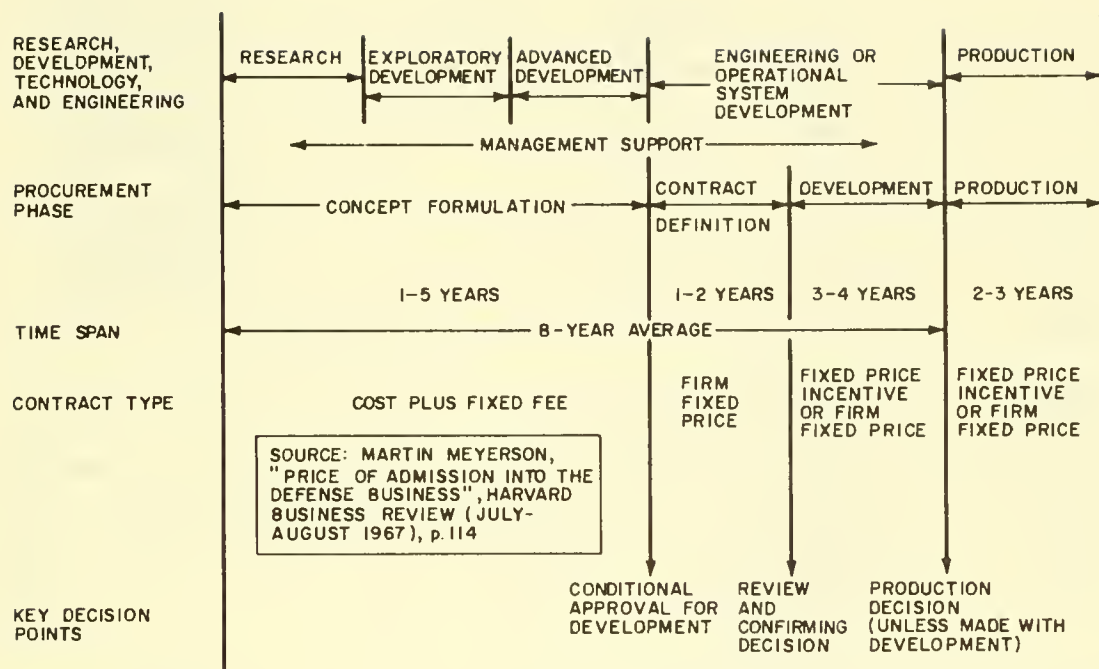 RESEARCH,
DEVELOPMENT,
TECHNOLOGY,
AND ENGINEERING
RESEARCH
EXPLORATORY
DEVELOPMENT
ADVANCED
DEVELOPMENT
ENGINEERING OR
OPERATIONAL
SYSTEM
DEVELOPMENT
PRODUCTION
MANAGEMENT SUPPORT
PROCUREMENT
PHASE
CONCEPT FORMULATION
CONTRACT
DEFINITION
DEVELOPMENT
PRODUCTION
1-5 YEARS
1-2 YEARS
3-4 YEARS
2-3 YEARS
TIME SPAN
8-YEAR AVERAGE
CONTRACT TYPE
COST PLUS FIXED FEE
FIRM
FIXED
PRICE
FIXED PRICE
INCENTIVE
OR FIRM
FIXED PRICE
FIXED PRICE
INCENTIVE
OR FIRM
FIXED PRICE
SOURCE: MARTIN MEYERSON,
"PRICE OF ADMISSION INTO THE
DEFENSE BUSINESS", HARVARD
BUSINESS REVIEW (JULY-
AUGUST 1967), p. 114
KEY DECISION
POINTS
CONDITIONAL
APPROVAL FOR
DEVELOPMENT
REVIEW
AND
CONFIRMING
DECISION
PRODUCTION
DECISION
(UNLESS MADE WITH
DEVELOPMENT)